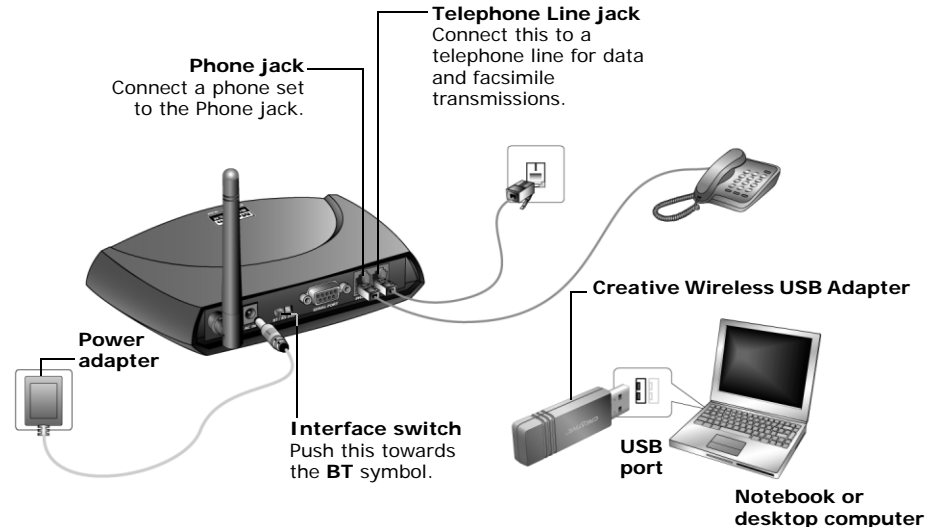 Telephone Line jack
Connect this to a
telephone line for data
and facsimile
transmissions.
Phone jack
Connect a phone set
to the Phone jack.
SERIAL PORT
Creative Wireless USB Adapter
Power
adapter
Interface switch
Push this towards
the BT symbol.
USB
port
Notebook or
desktop computer